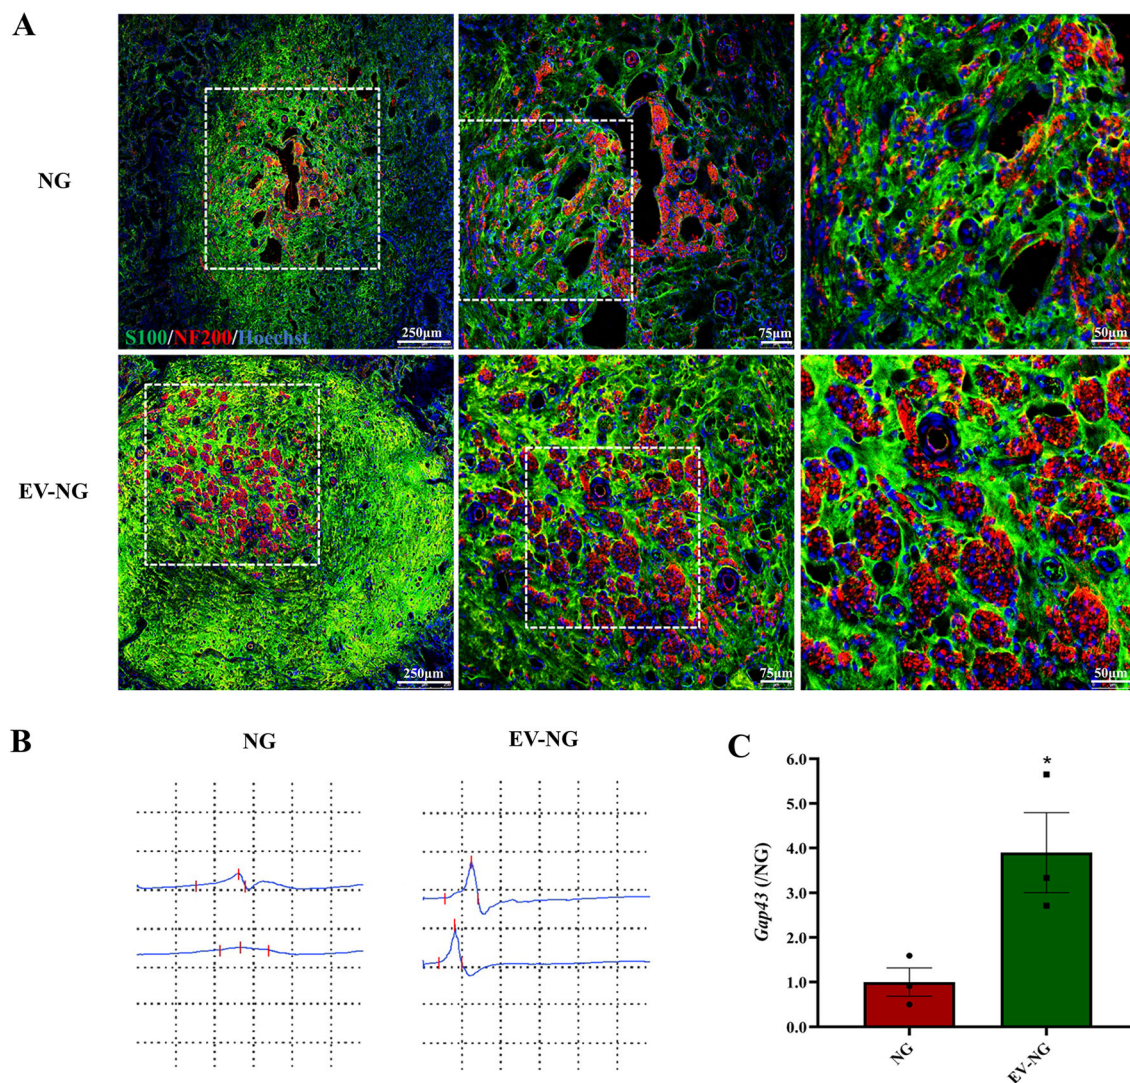 A
NG
S100/NF200/Hoechst
250μm
75μm
50μm
EV-NG
250μm
75μm
50μm
B
NG
EV-NG
C
Gap43 (/NG)
6.0
5.0
4.0
3.0
2.0
1.0
0.0
*
NG
EV-NG